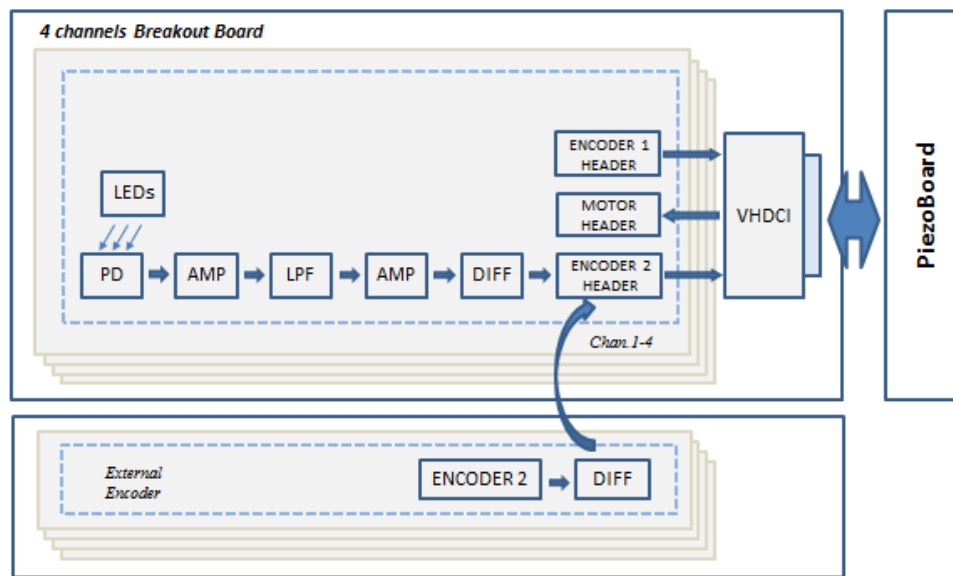 4 channels Breakout Board
ENCODER 1
HEADER
LEDs
MOTOR
HEADER
VHDCI
PiezoBoard
PD
AMP
LPF
AMP
DIFF
ENCODER 2
HEADER
Chan.1-4
External
Encoder
ENCODER 2
DIFF